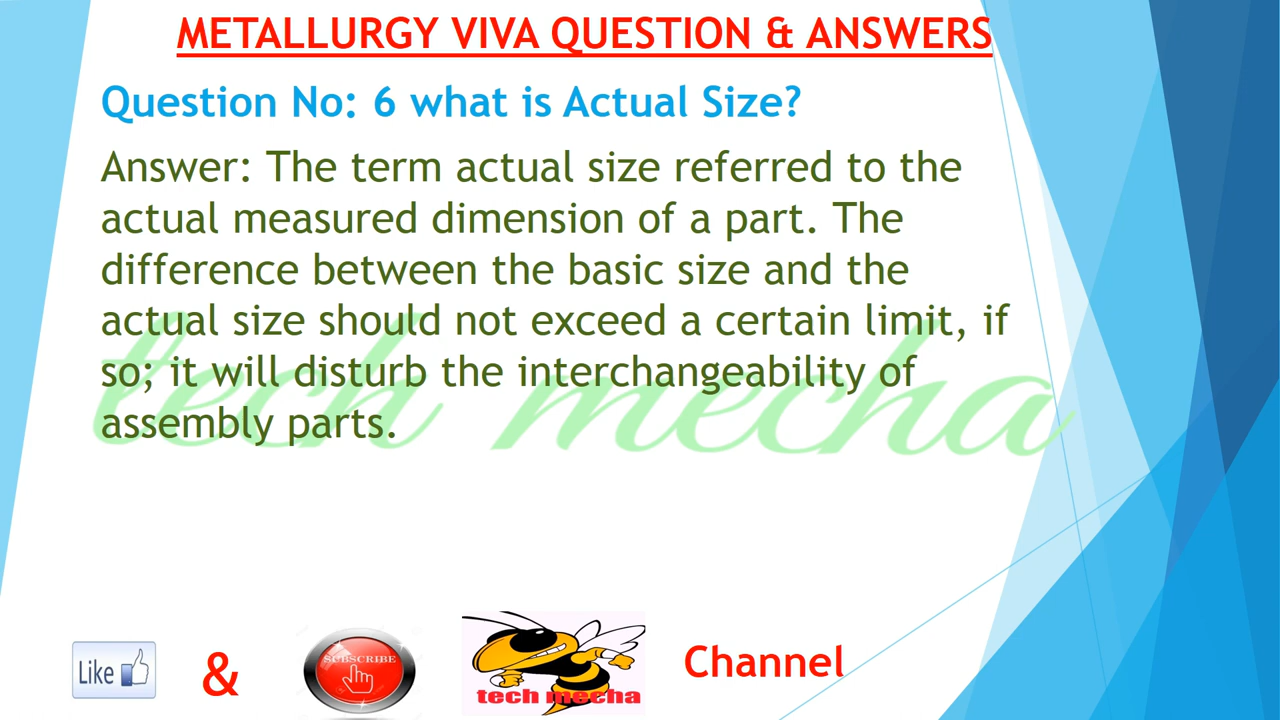 METALLURGY VIVA QUESTION & ANSWERS
Question No: 6 what is Actual Size?
Answer: The term actual size referred to the
actual measured dimension of a part. The
difference between the basic size and the
actual size should not exceed a certain limit, if
so; it will disturb the interchangeability of
assembly parts.
tech mecha
Like
&
SUBSCRIBE
tech mecha
Channel